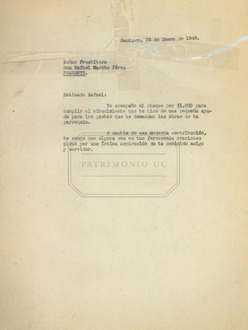 Santiago, 26 de Enero de 1948.
Señor Presbítero
don Rafael Maroto Pérez
PRESENTE.
Estimado Rafael:
Te acompaño mi cheque por $1.000 para
cumplir el ofrecimiento que te hice de una pequeña ayu-
da para los gastos que te demandan las obras de tu
parroquia.
A cambio de esa modesta contribución,
te ruego que alguna vez en tus fervorosas oraciones
pidas por una íntima aspiración de tu decidido amigo
y servidor.
PATRIMONIO UC